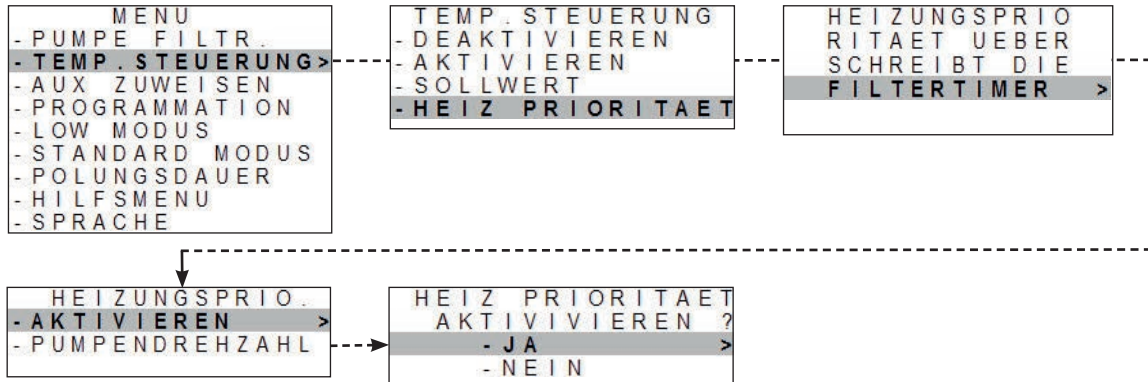 MENU
- PUMPE FILTR.
- TEMP.STEUERUNG>
- AUX ZUWEISEN
- PROGRAMMATION
- LOW MODUS
- STANDARD MODUS
- POLUNGSDAUER
- HILFSMENU
- SPRACHE
TEMP.STEUERUNG
- DEAKTIVIEREN
- AKTIVIEREN
- SOLLWERT
- HEIZ PRIORITAET
HEIZUNGSPRIO
RITAET UEBER
SCHREIBT DIE
FILTERTIMER >
HEIZUNGSPRIO.
- AKTIVIEREN >
- PUMPENDREHZAHL
HEIZ PRIORITAET
AKTIVIVIEREN ?
- JA >
- NEIN